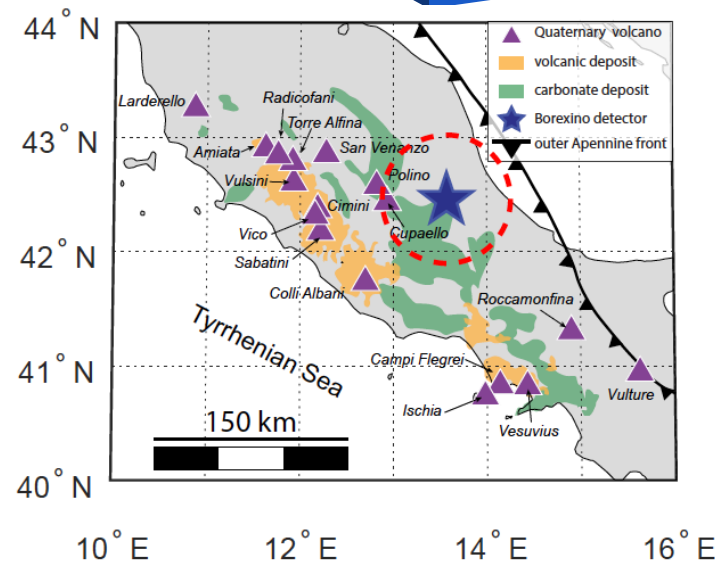 44° N
43° N
42° N
41° N
40° N
10° E
12° E
14° E
16° E
Quaternary volcano
volcanic deposit
carbonate deposit
Borexino detector
outer Apennine front
Larderello
Radicofani
Torre Alfina
Amiata
San Venanzo
Vulsini
Polino
Cimini
Cupaello
Vico
Sabatini
Colli Albani
Roccamonfina
Tyrrhenian Sea
Campi Flegrei
Ischia
Vesuvius
Vulture
150 km